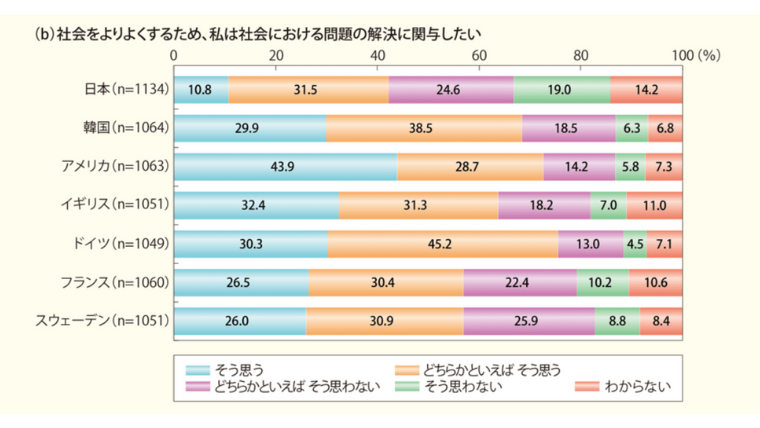 (b)社会をよりよくするため、私は社会における問題の解決に関与したい
0 20 40 60 80 100(%)
日本(n=1134) 10.8 31.5 24.6 19.0 14.2
韓国(n=1064) 29.9 38.5 18.5 6.3 6.8
アメリカ(n=1063) 43.9 28.7 14.2 5.8 7.3
イギリス(n=1051) 32.4 31.3 18.2 7.0 11.0
ドイツ(n=1049) 30.3 45.2 13.0 4.5 7.1
フランス(n=1060) 26.5 30.4 22.4 10.2 10.6
スウェーデン(n=1051) 26.0 30.9 25.9 8.8 8.4
そう思う どちらかといえば そう思う
どちらかといえば そう思わない そう思わない わからない